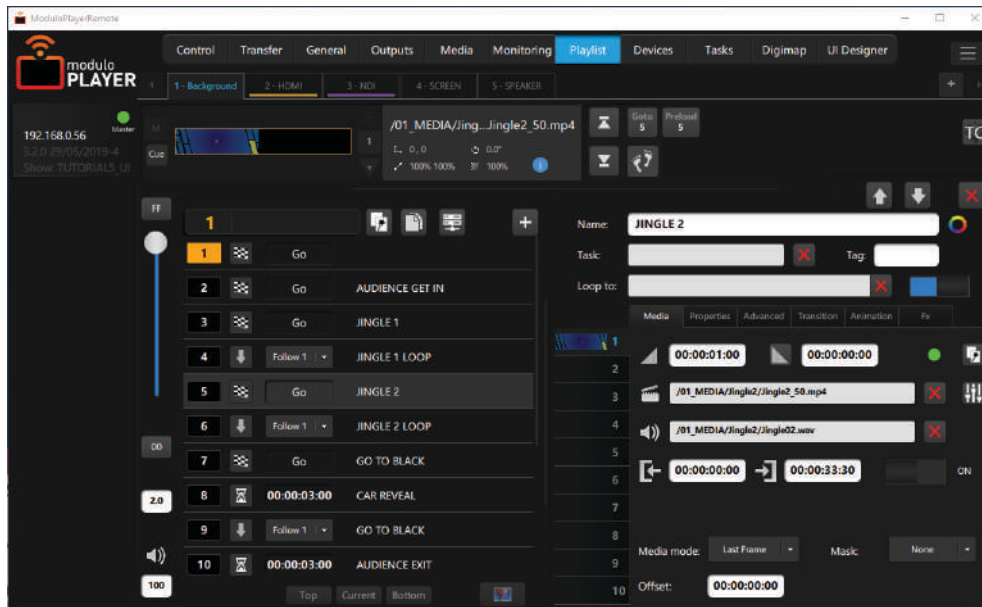 ModulaPlayerRemote
modulo
PLAYER
Control Transfer General Outputs Media Monitoring Playlist Devices Tasks Digimap UI Designer
1 - Background 2 - HDMI 3 - NDI 4 - SCREEN 5 - SPEAKER +
192.168.0.56 Master
5.2.0 29/05/2019-4
Show: TUTORIALS_UI
M
Cue
1
/01_MEDIA/Jing...Jingle2_50.mp4
0, 0 0.0°
100% 100% 100%
Goto 5 Preload 5
TC
FF
1
1 Go
2 Go AUDIENCE GET IN
3 Go JINGLE 1
4 Follow 1 JINGLE 1 LOOP
5 Go JINGLE 2
6 Follow 1 JINGLE 2 LOOP
7 Go GO TO BLACK
8 00:00:03:00 CAR REVEAL
9 Follow 1 GO TO BLACK
10 00:00:03:00 AUDIENCE EXIT
Top Current Bottom
00
2.0
100
Name: JINGLE 2
Task: Tag:
Loop to:
Media Properties Advanced Transition Animation Fx
1
2
3
4
5
6
7
8
9
10
00:00:01:00 00:00:00:00
/01_MEDIA/Jingle2/Jingle2_50.mp4
/01_MEDIA/Jingle2/Jingle02.wav
00:00:00:00 00:00:33:30 ON
Media mode: Last Frame Mask: None
Offset: 00:00:00:00